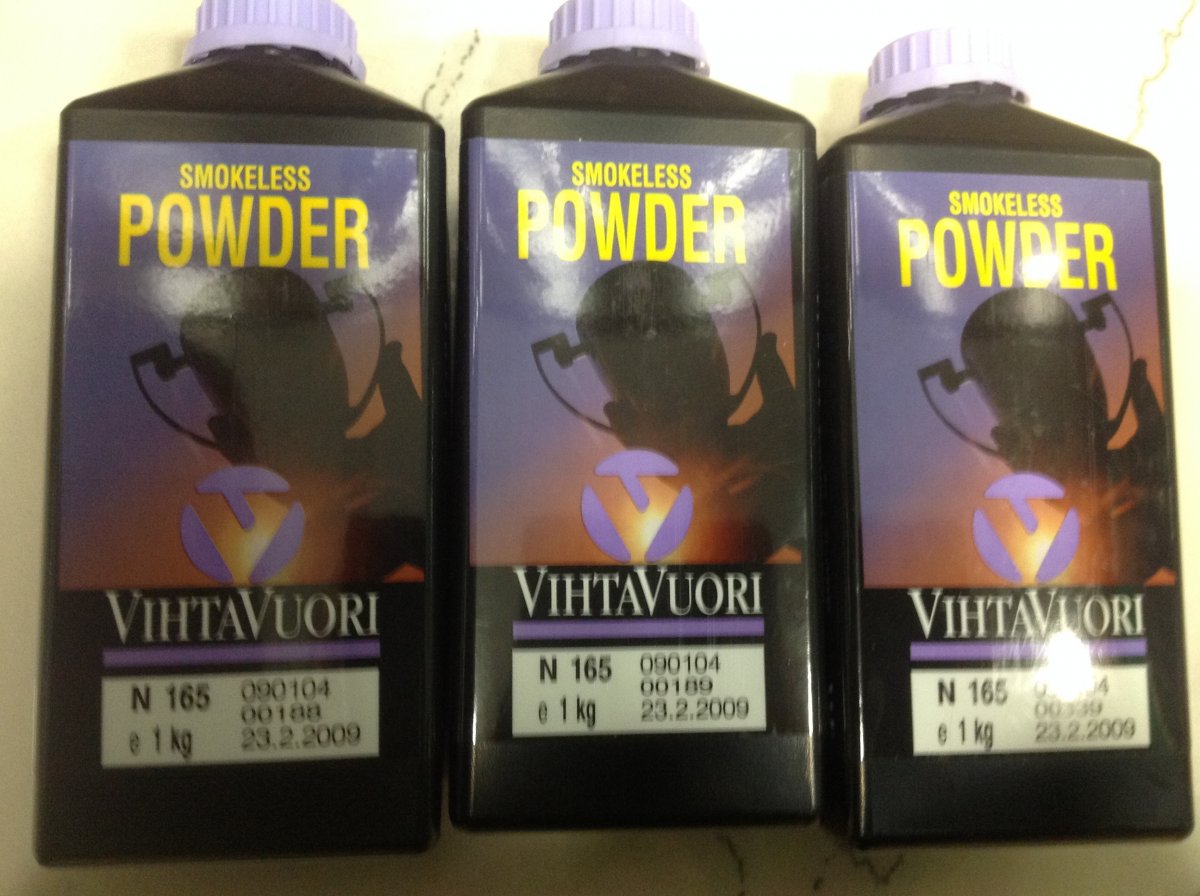 SMOKELESS
POWDER
VIHTAVUORI
N 165
e 1 kg
090104
00188
23.2.2009
SMOKELESS
POWDER
VIHTAVUORI
N 165
e 1 kg
090104
00189
23.2.2009
SMOKELESS
POWDER
VIHTAVUORI
N 165
e 1 kg
23.2.2009